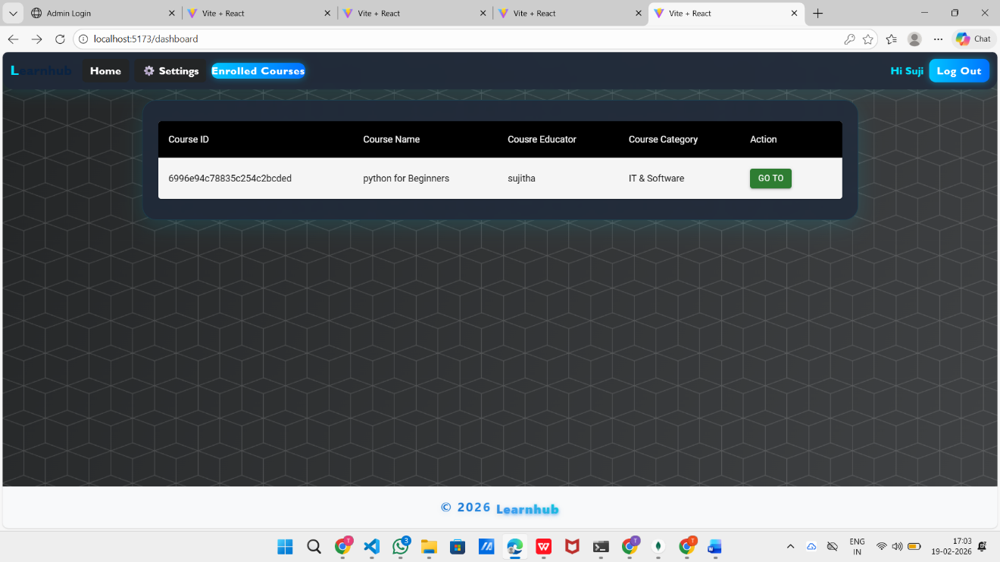 Admin Login
Vite + React
Vite + React
Vite + React
Vite + React
localhost:5173/dashboard
Chat
Learnhub Home Settings Enrolled Courses Hi Suji Log Out
Course ID Course Name Cousre Educator Course Category Action
6996e94c78835c254c2bcded python for Beginners sujitha IT & Software GO TO
© 2026 Learnhub
T 3 T T
ENG
IN
17:03
19-02-2026